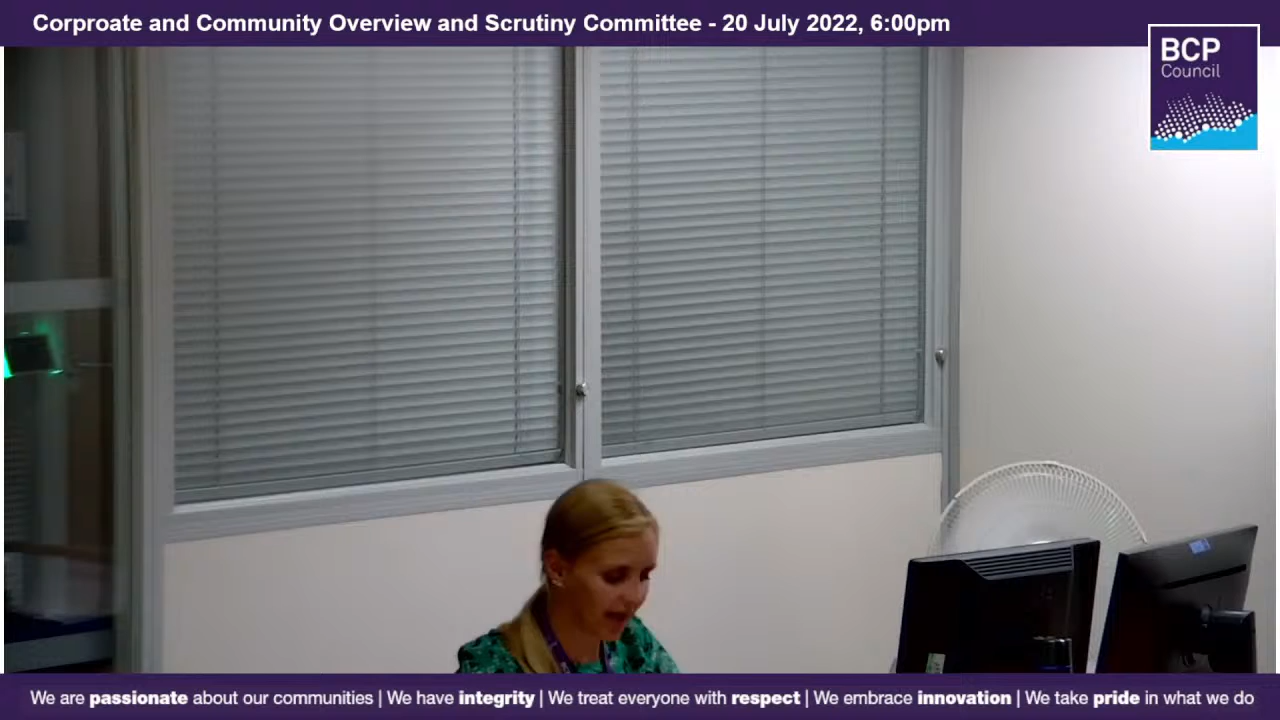 Corproate and Community Overview and Scrutiny Committee - 20 July 2022, 6:00pm
BCP
Council
We are passionate about our communities | We have integrity | We treat everyone with respect | We embrace innovation | We take pride in what we do